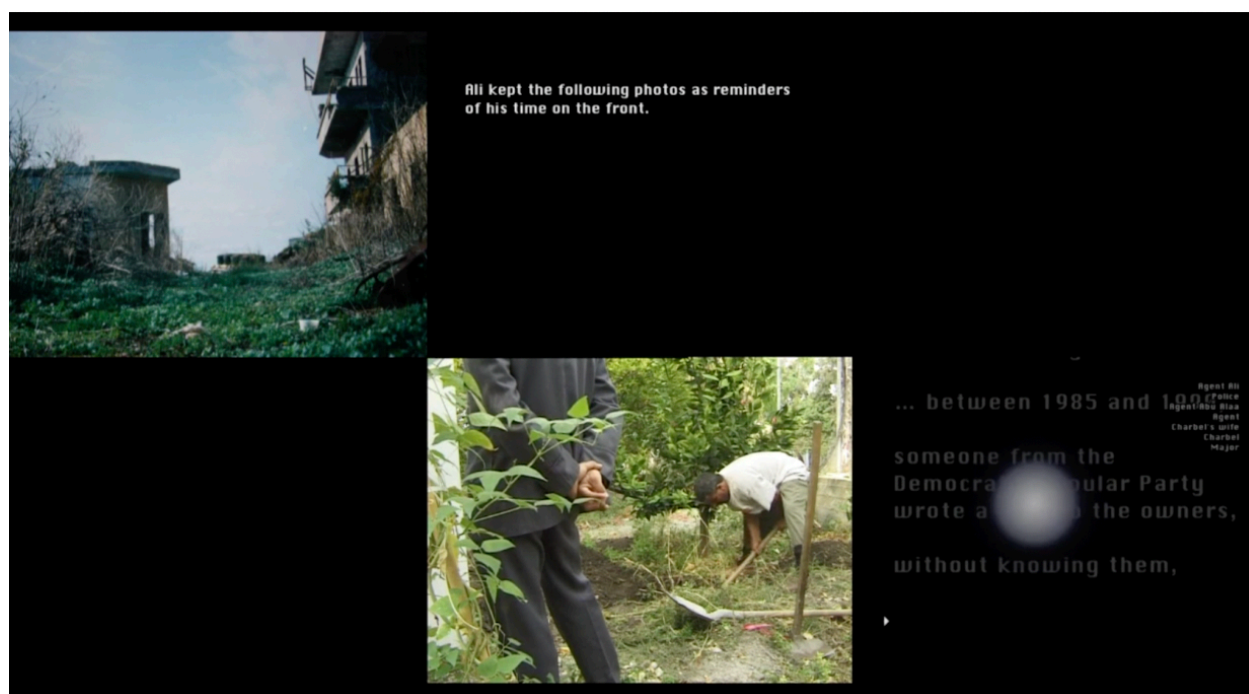 Ali kept the following photos as reminders
of his time on the front.
... between 1985 and
Agent Ali
Police
Agent Abu Alaa
Agent
Charbel's wife
Charbel
Major
someone from the
Party
wrote a the owners,
without knowing them,